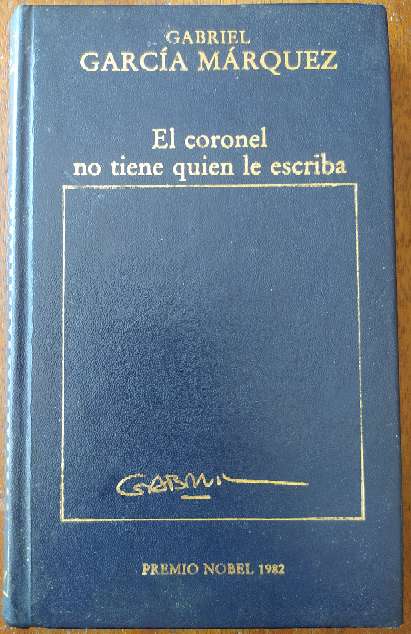 GABRIEL
GARCÍA MÁRQUEZ
El coronel
no tiene quien le escriba
PREMIO NOBEL 1982